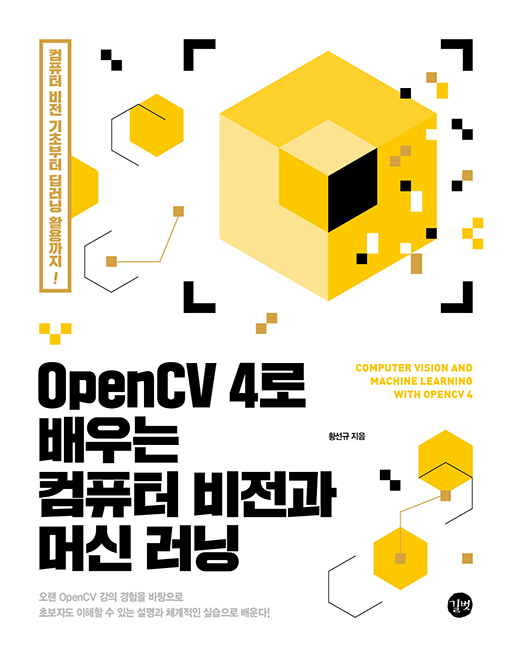 컴퓨터 비전 기초부터 딥러닝 활용까지!
OpenCV 4로
배우는
컴퓨터 비전과
머신 러닝
COMPUTER VISION AND
MACHINE LEARNING
WITH OPENCV 4
황선규 지음
오랜 OpenCV 강의 경험을 바탕으로
초보자도 이해할 수 있는 설명과 체계적인 실습으로 배운다!
길벗